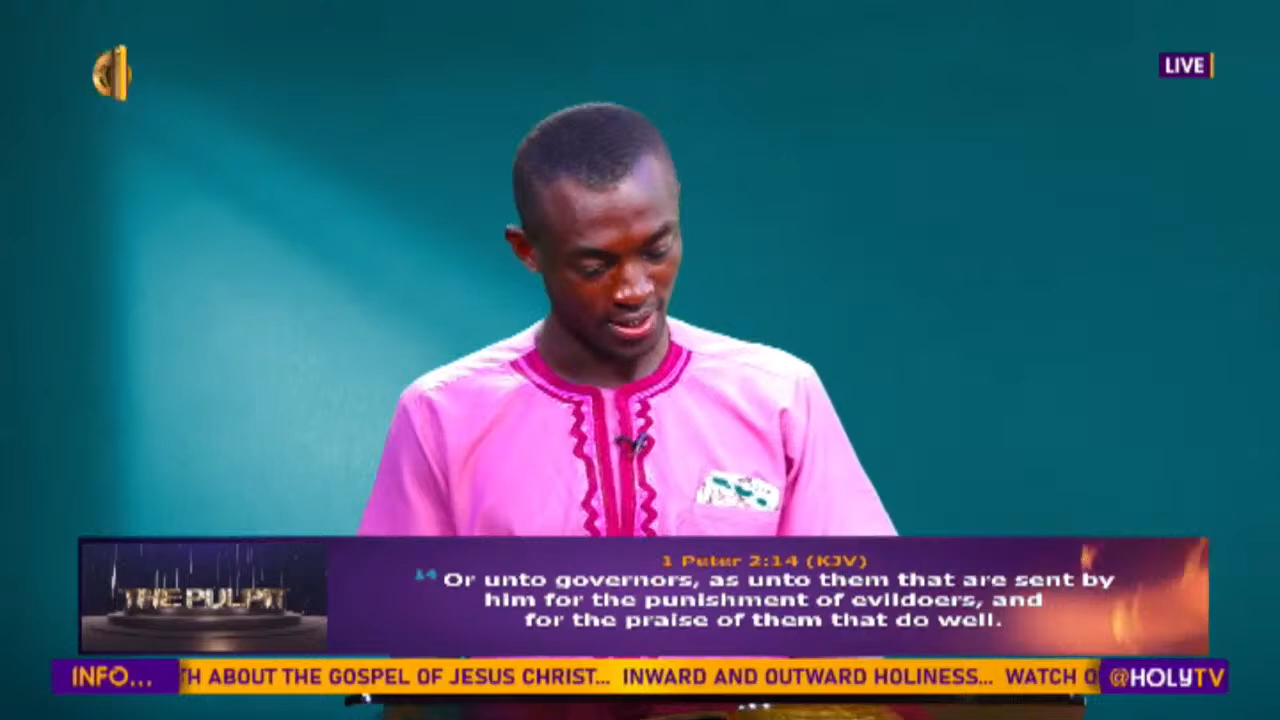 LIVE
1 Peter 2:14 (KJV)
14 Or unto governors, as unto them that are sent by
him for the punishment of evildoers, and
for the praise of them that do well.
THE PULPIT
INFO... TH ABOUT THE GOSPEL OF JESUS CHRIST... INWARD AND OUTWARD HOLINESS... WATCH O @HOLYTV